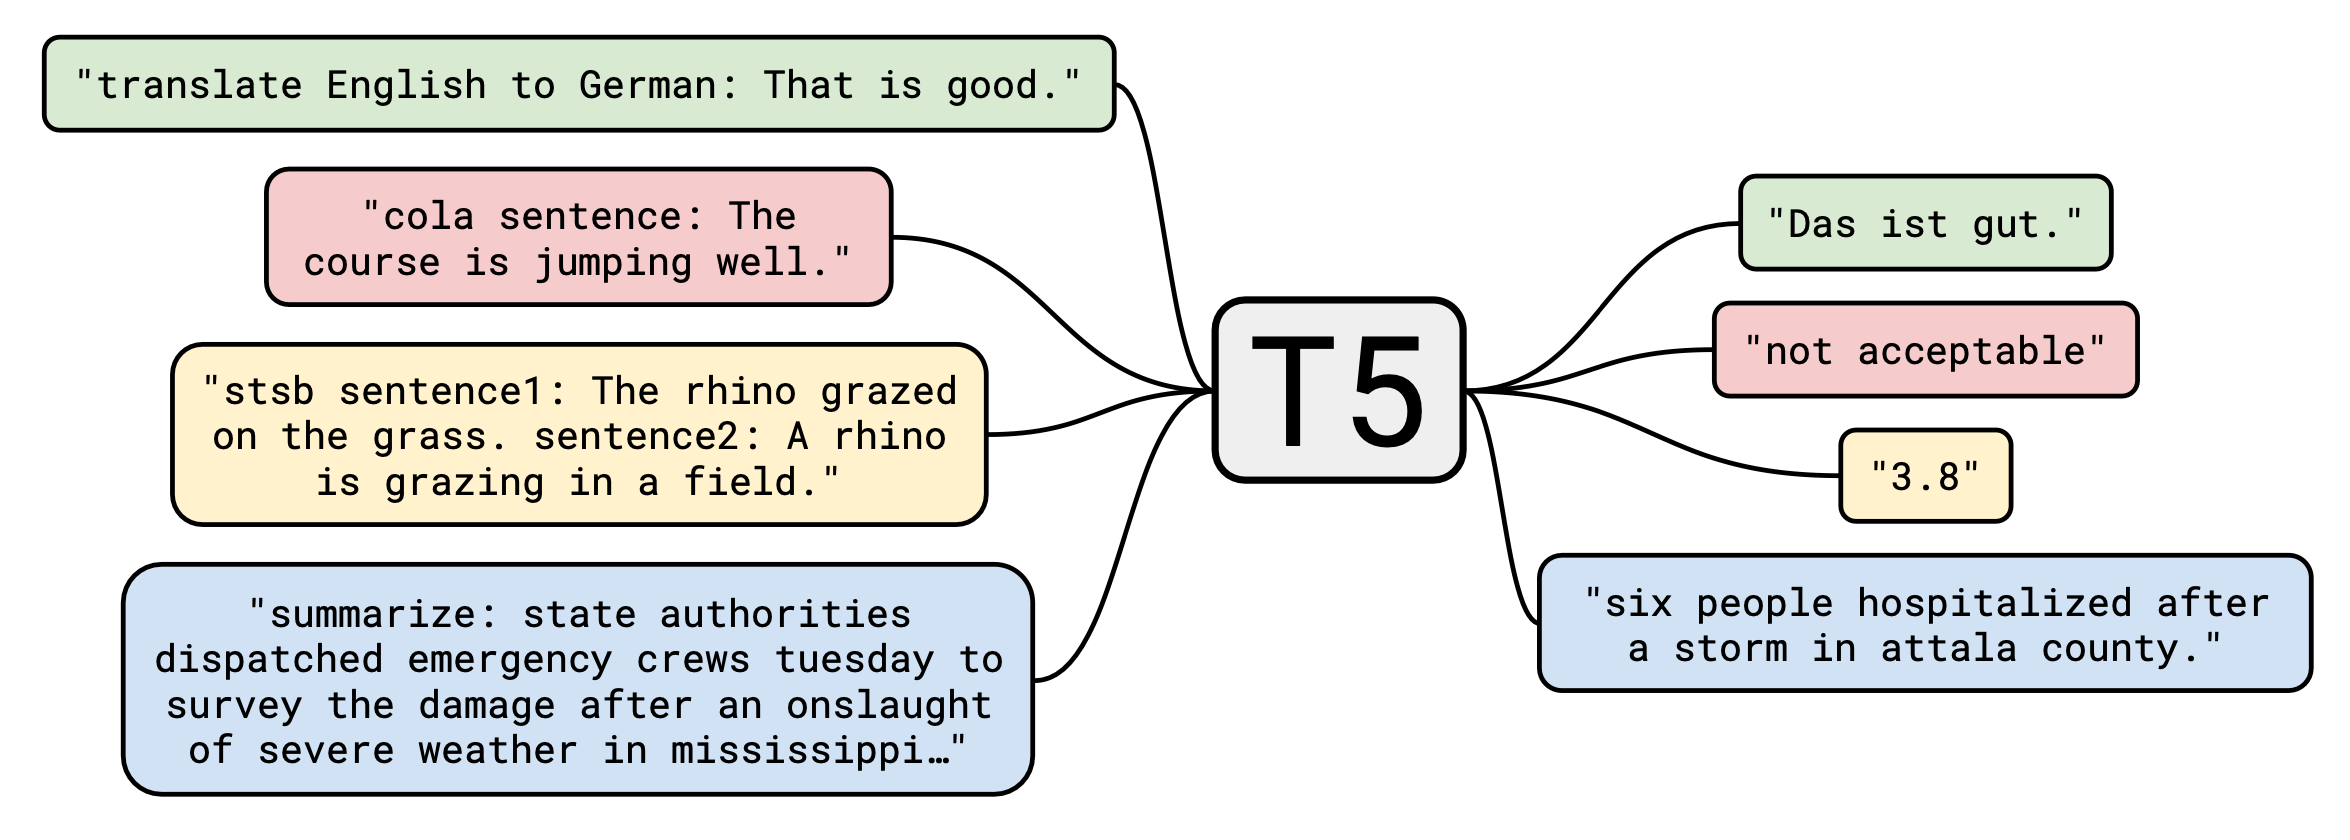 "translate English to German: That is good."
"cola sentence: The
course is jumping well."
"stsb sentence1: The rhino grazed
on the grass. sentence2: A rhino
is grazing in a field."
"summarize: state authorities
dispatched emergency crews tuesday to
survey the damage after an onslaught
of severe weather in mississippi…"
T5
"Das ist gut."
"not acceptable"
"3.8"
"six people hospitalized after
a storm in attala county."